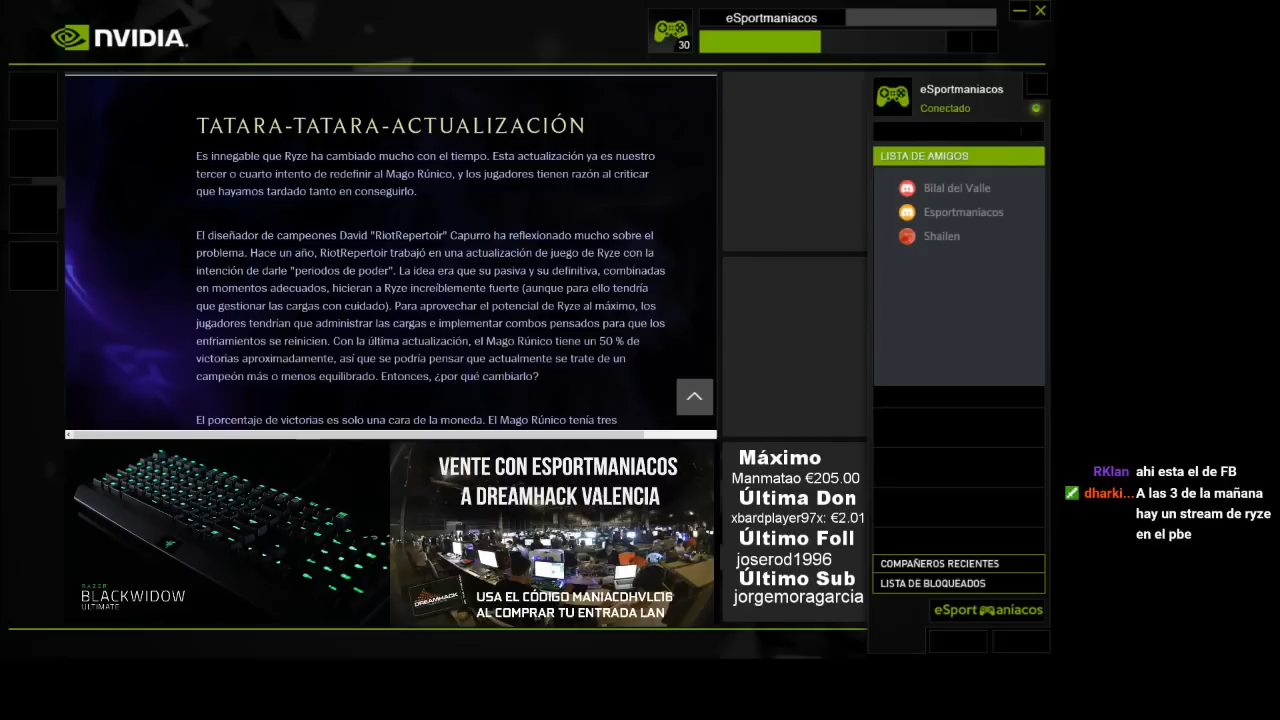 NVIDIA.
eSportmaniacos
30
eSportmaniacos
Conectado
LISTA DE AMIGOS
Bilal del Valle
Esportmaniacos
Shailen
TATARA-TATARA-ACTUALIZACIÓN
Es innegable que Ryze ha cambiado mucho con el tiempo. Esta actualización ya es nuestro
tercer o cuarto intento de redefinir al Mago Rúnico, y los jugadores tienen razón al criticar
que hayamos tardado tanto en conseguirlo.
El diseñador de campeones David "RiotRepertoir" Capurro ha reflexionado mucho sobre el
problema. Hace un año, RiotRepertoir trabajó en una actualización de juego de Ryze con la
intención de darle "periodos de poder". La idea era que su pasiva y su definitiva, combinadas
en momentos adecuados, hicieran a Ryze increíblemente fuerte (aunque para ello tendría
que gestionar las cargas con cuidado). Para aprovechar el potencial de Ryze al máximo, los
jugadores tendrían que administrar las cargas e implementar combos pensados para que los
enfriamientos se reinicien. Con la última actualización, el Mago Rúnico tiene un 50 % de
victorias aproximadamente, así que se podría pensar que actualmente se trate de un
campeón más o menos equilibrado. Entonces, ¿por qué cambiarlo?
El porcentaje de victorias es solo una cara de la moneda. El Mago Rúnico tenía tres
RAZER
BLACKWIDOW
ULTIMATE
VENTE CON ESPORTMANIACOS
A DREAMHACK VALENCIA
DREAMHACK
USA EL CÓDIGO MANIACDHVLC16
AL COMPRAR TU ENTRADA LAN
Máximo
Manmatao €205.00
Última Don
xbardplayer97x: €2.01
Último Foll
joserod1996
Último Sub
jorgemoragarcia
COMPAÑEROS RECIENTES
LISTA DE BLOQUEADOS
eSportmaníacos
RKlan ahi esta el de FB
dharki... A las 3 de la mañana
hay un stream de ryze
en el pbe